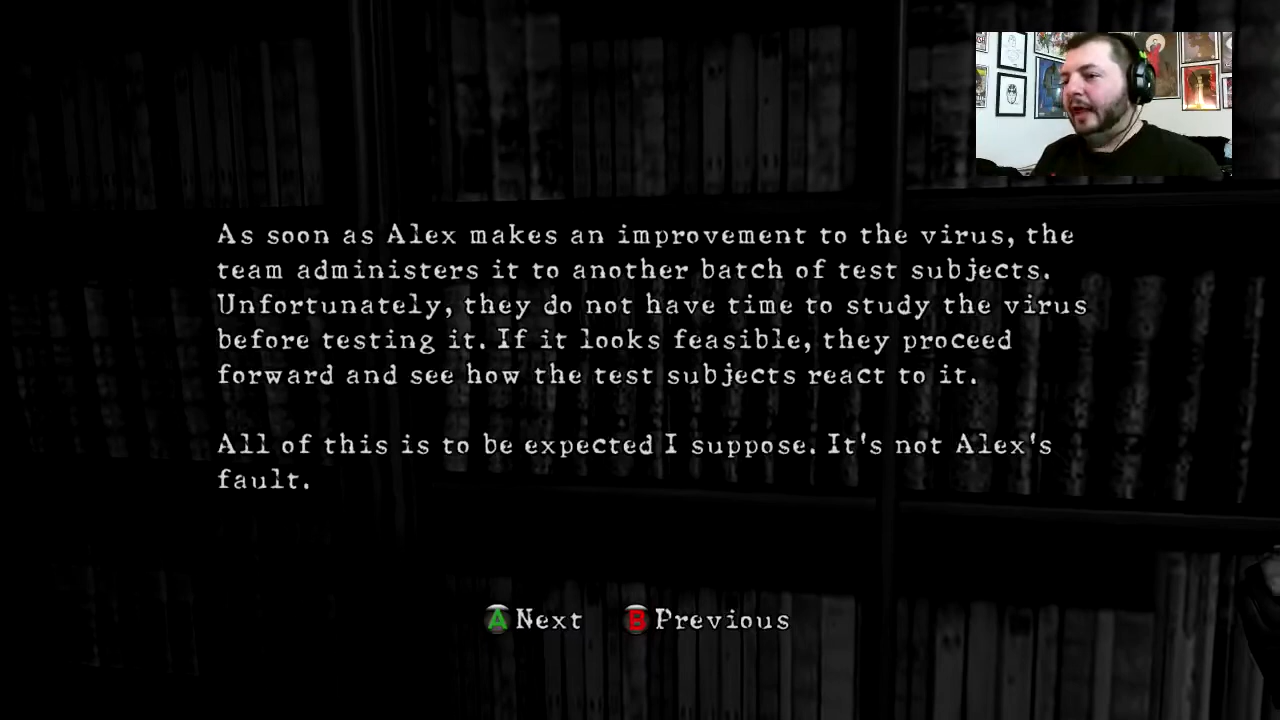 As soon as Alex makes an improvement to the virus, the
team administers it to another batch of test subjects.
Unfortunately, they do not have time to study the virus
before testing it. If it looks feasible, they proceed
forward and see how the test subjects react to it.
All of this is to be expected I suppose. It's not Alex's
fault.
A Next B Previous